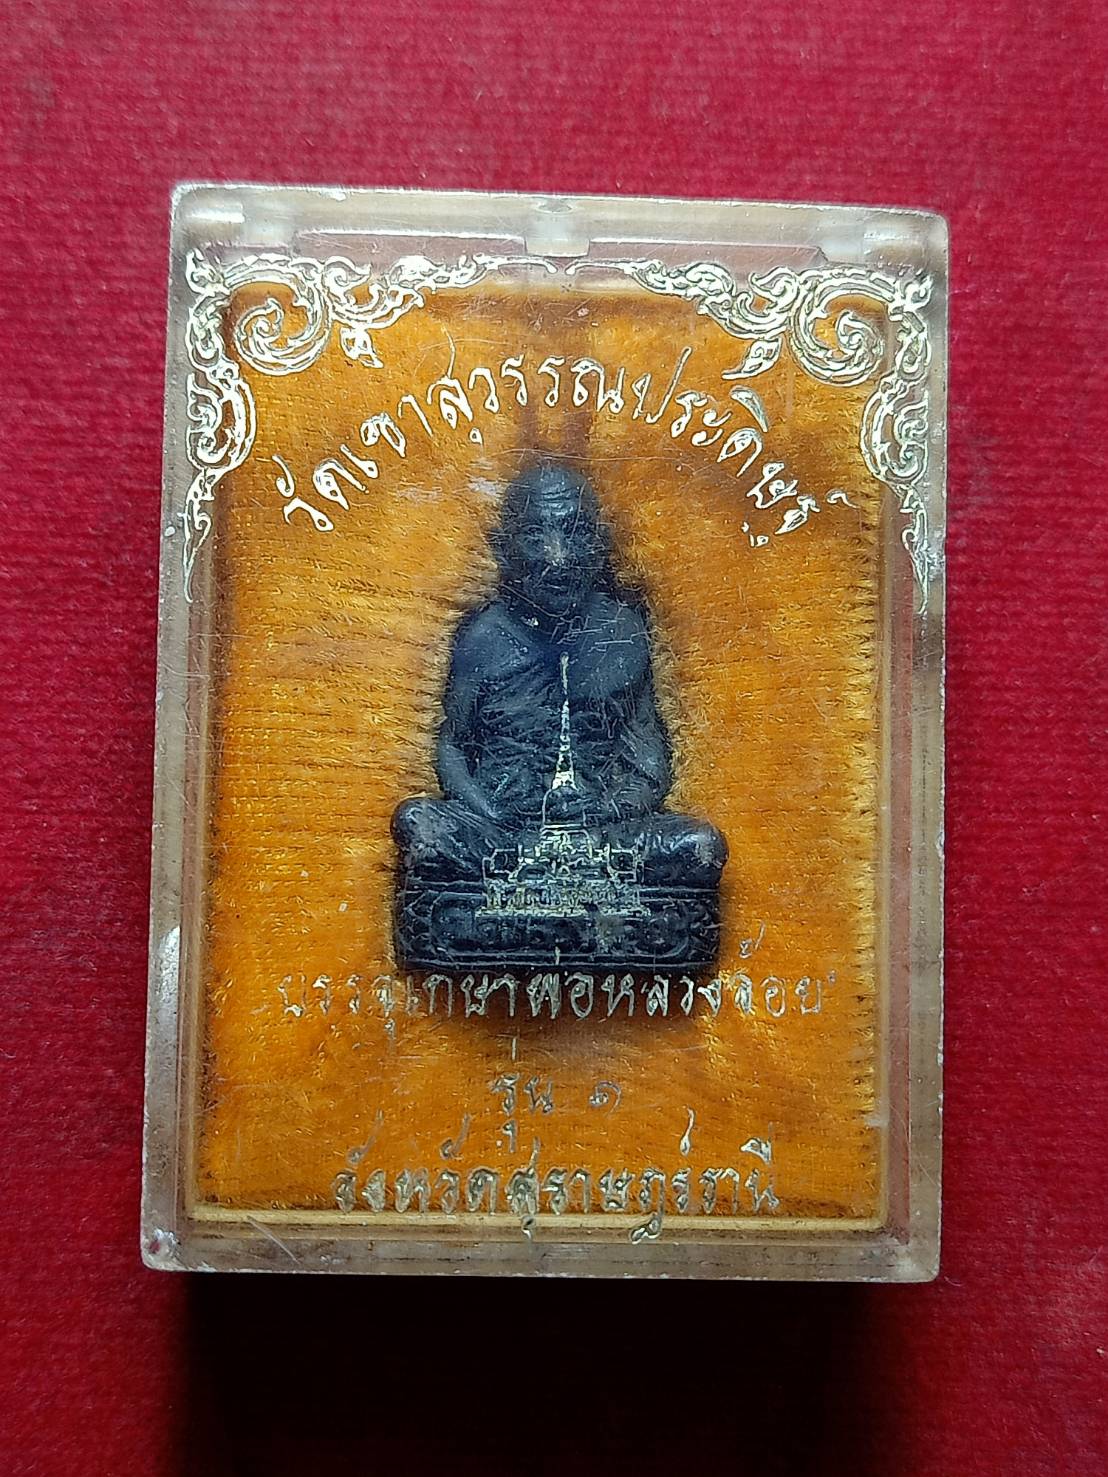 วัดเขาสุวรรณประดิษฐ์
บรรจุเกษาพ่อหลวงจ้อย
รุ่น ๑
จังหวัดสุราษฎร์ธานี